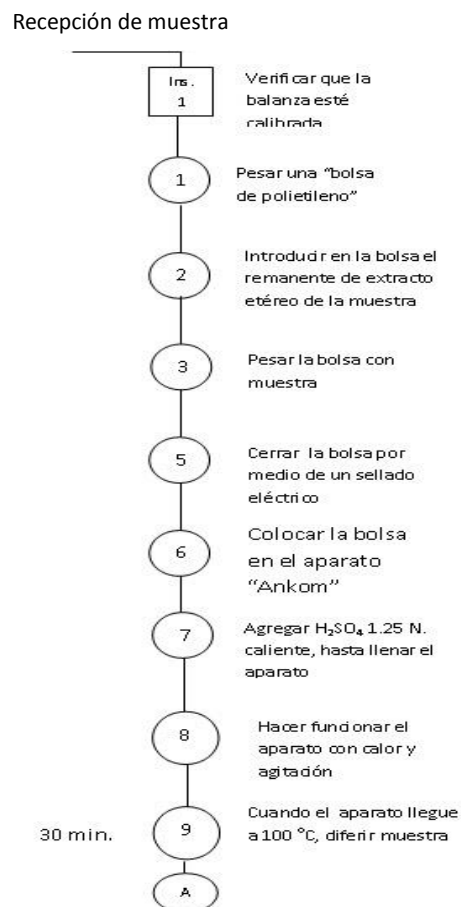 Recepción de muestra
Ins.
1
Verificar que la
balanza esté
calibrada
1
Pesar una “bolsa
de polietileno”
2
Introducir en la bolsa el
remanente de extracto
etéreo de la muestra
3
Pesar la bolsa con
muestra
5
Cerrar la bolsa por
medio de un sellado
eléctrico
6
Colocar la bolsa
en el aparato
“Ankom”
7
Agregar H₂SO₄ 1.25 N.
caliente, hasta llenar el
aparato
8
Hacer funcionar el
aparato con calor y
agitación
30 min.
9
Cuando el aparato llegue
a 100 °C, diferir muestra
A